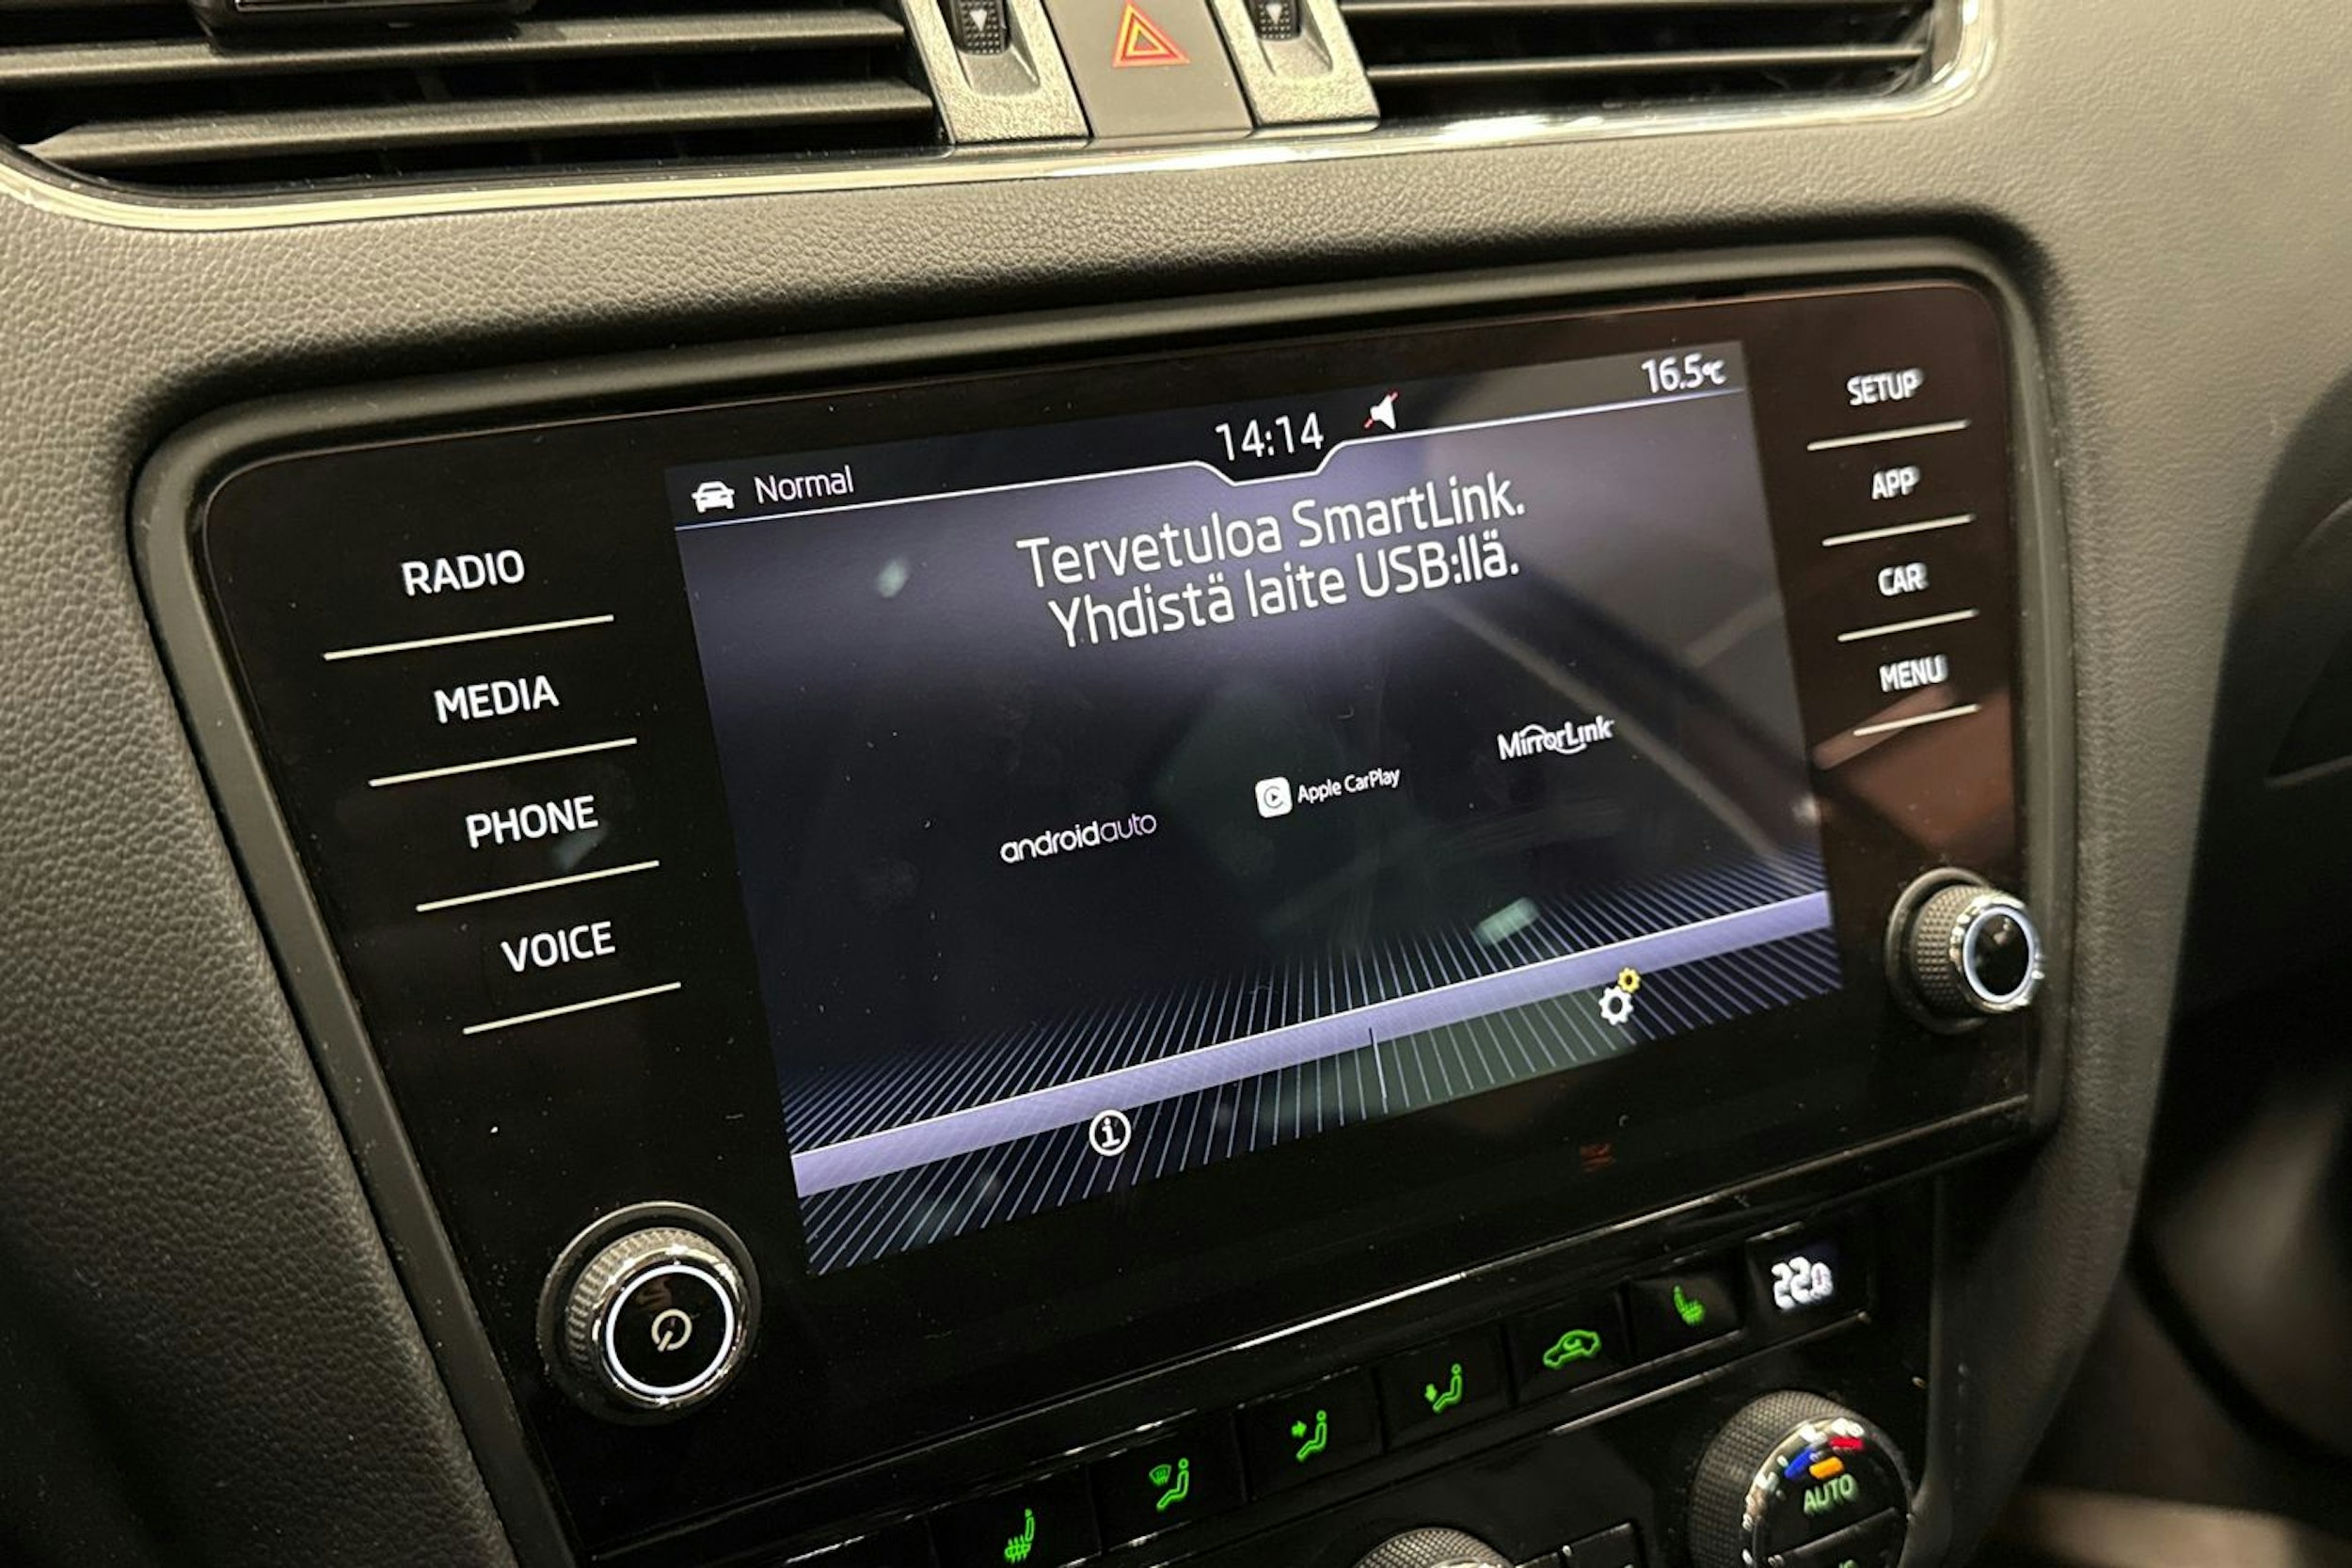 Normal
14:14
16.5°C
Tervetuloa SmartLink.
Yhdistä laite USB:llä.
androidauto
Apple CarPlay
MirrorLink
RADIO
MEDIA
PHONE
VOICE
SETUP
APP
CAR
MENU
22.0
AUTO